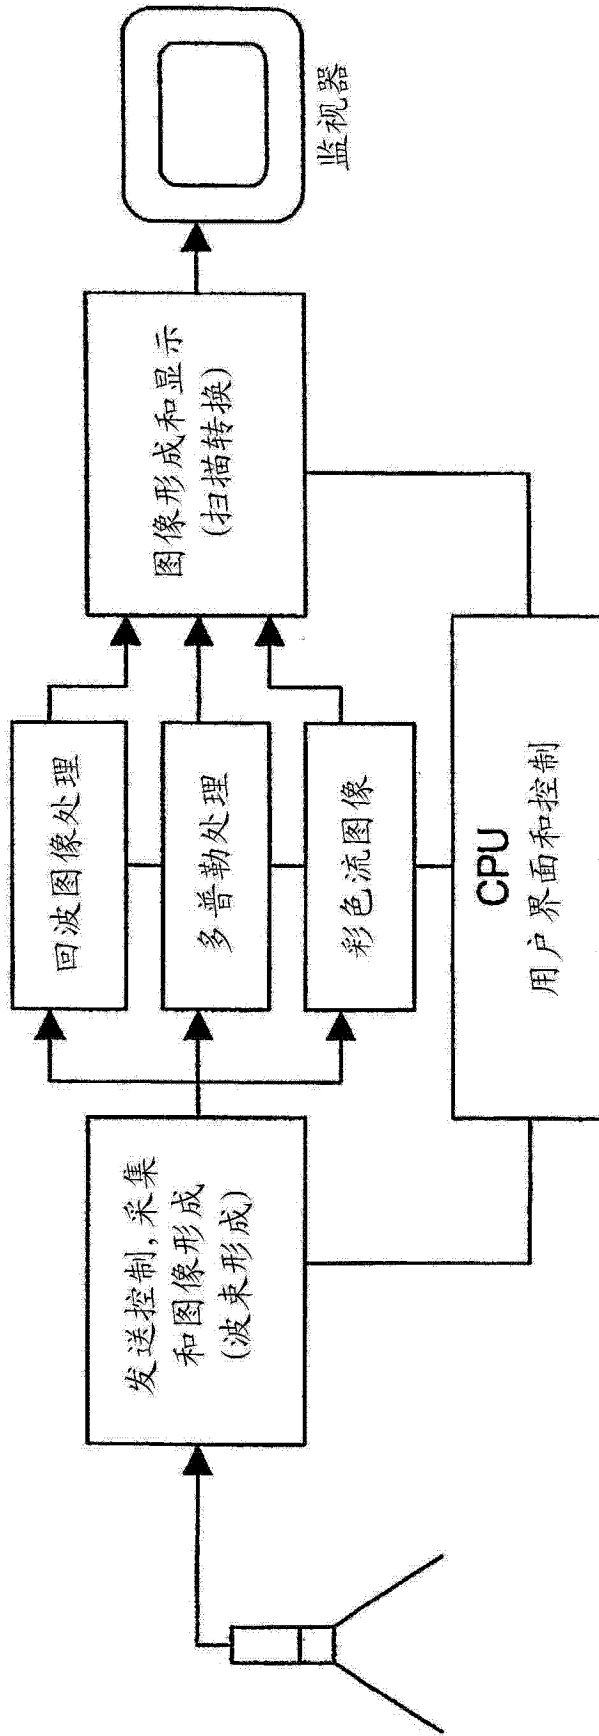 发送控制,采集
和图像形成
(波束形成)
回波图像处理
多普勒处理
彩色流图像
图像形成和显示
(扫描转换)
监视器
CPU
用户界面和控制